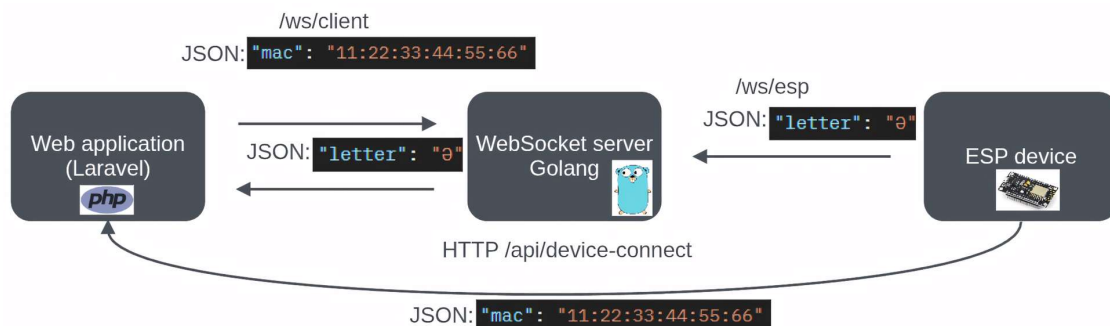 /ws/client
JSON: "mac": "11:22:33:44:55:66"
/ws/esp
JSON: "letter": "ə"
Web application
(Laravel)
php
JSON: "letter": "ə"
WebSocket server
Golang
ESP device
HTTP /api/device-connect
JSON: "mac": "11:22:33:44:55:66"